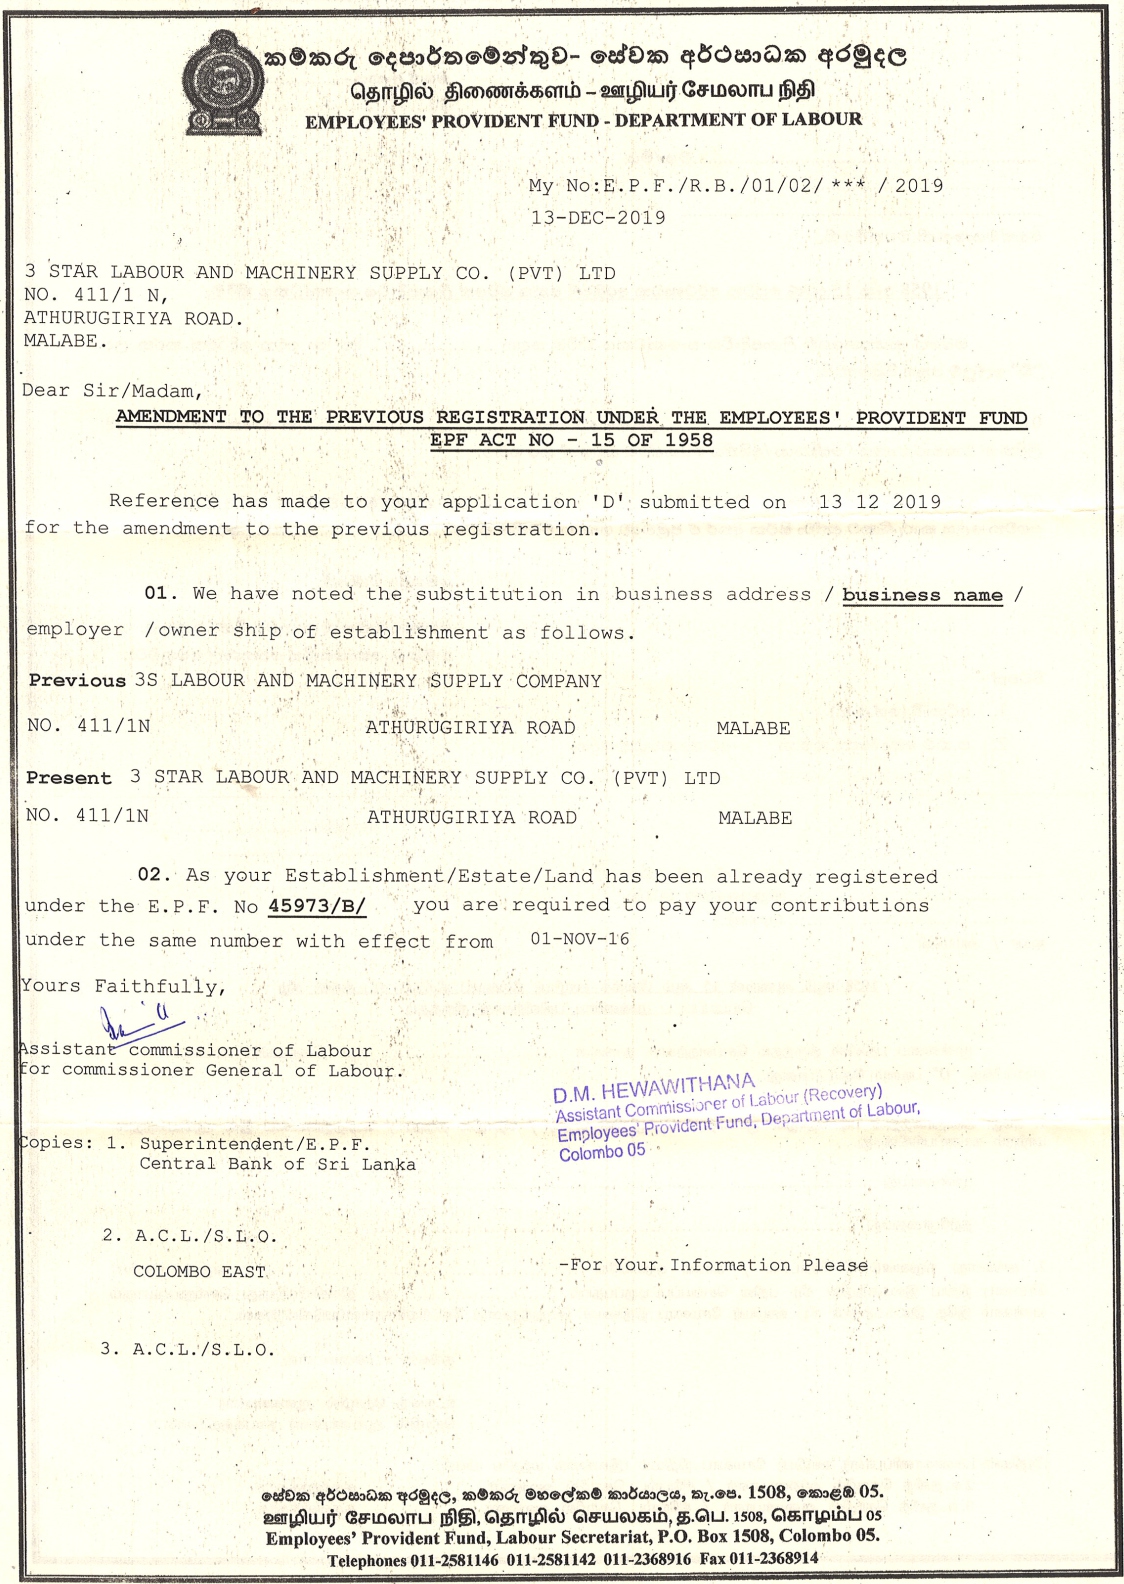 කම්කරු දෙපාර්තමේන්තුව- සේවක අර්ථසාධක අරමුදල
தொழில் திணைக்களம் – ஊழியர் சேமலாப நிதி
EMPLOYEES' PROVIDENT FUND - DEPARTMENT OF LABOUR
My No:E.P.F./R.B./01/02/ *** / 2019
13-DEC-2019
3 STAR LABOUR AND MACHINERY SUPPLY CO. (PVT) LTD
NO. 411/1 N,
ATHURUGIRIYA ROAD.
MALABE.
Dear Sir/Madam,
AMENDMENT TO THE PREVIOUS REGISTRATION UNDER THE EMPLOYEES' PROVIDENT FUND
EPF ACT NO - 15 OF 1958
Reference has made to your application 'D' submitted on 13 12 2019
for the amendment to the previous registration.
01. We have noted the substitution in business address / business name /
employer /owner ship of establishment as follows.
Previous 3S LABOUR AND MACHINERY SUPPLY COMPANY
NO. 411/1N ATHURUGIRIYA ROAD MALABE
Present 3 STAR LABOUR AND MACHINERY SUPPLY CO. (PVT) LTD
NO. 411/1N ATHURUGIRIYA ROAD MALABE
02. As your Establishment/Estate/Land has been already registered
under the E.P.F. No 45973/B/ you are required to pay your contributions
under the same number with effect from 01-NOV-16
Yours Faithfully,
Assistant commissioner of Labour
for commissioner General of Labour.
D.M. HEWAWITHANA
Assistant Commissioner of Labour (Recovery)
Employees' Provident Fund, Department of Labour,
Colombo 05
Copies: 1. Superintendent/E.P.F.
Central Bank of Sri Lanka
2. A.C.L./S.L.O.
COLOMBO EAST
-For Your Information Please
3. A.C.L./S.L.O.
සේවක අර්ථසාධක අරමුදල, කම්කරු මහලේකම් කාර්යාලය, තැ.පෙ. 1508, කොළඹ 05.
ஊழியர் சேமலாப நிதி, தொழில் செயலகம், த.பெ. 1508, கொழும்பு 05
Employees' Provident Fund, Labour Secretariat, P.O. Box 1508, Colombo 05.
Telephones 011-2581146 011-2581142 011-2368916 Fax 011-2368914